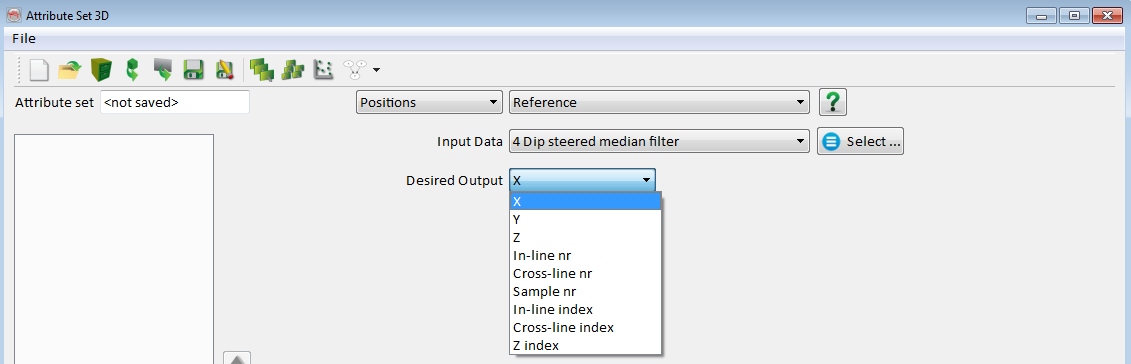 Attribute Set 3D
File
Attribute set <not saved> Positions Reference ?
Input Data 4 Dip steered median filter Select ...
Desired Output X
X
Y
Z
In-line nr
Cross-line nr
Sample nr
In-line index
Cross-line index
Z index